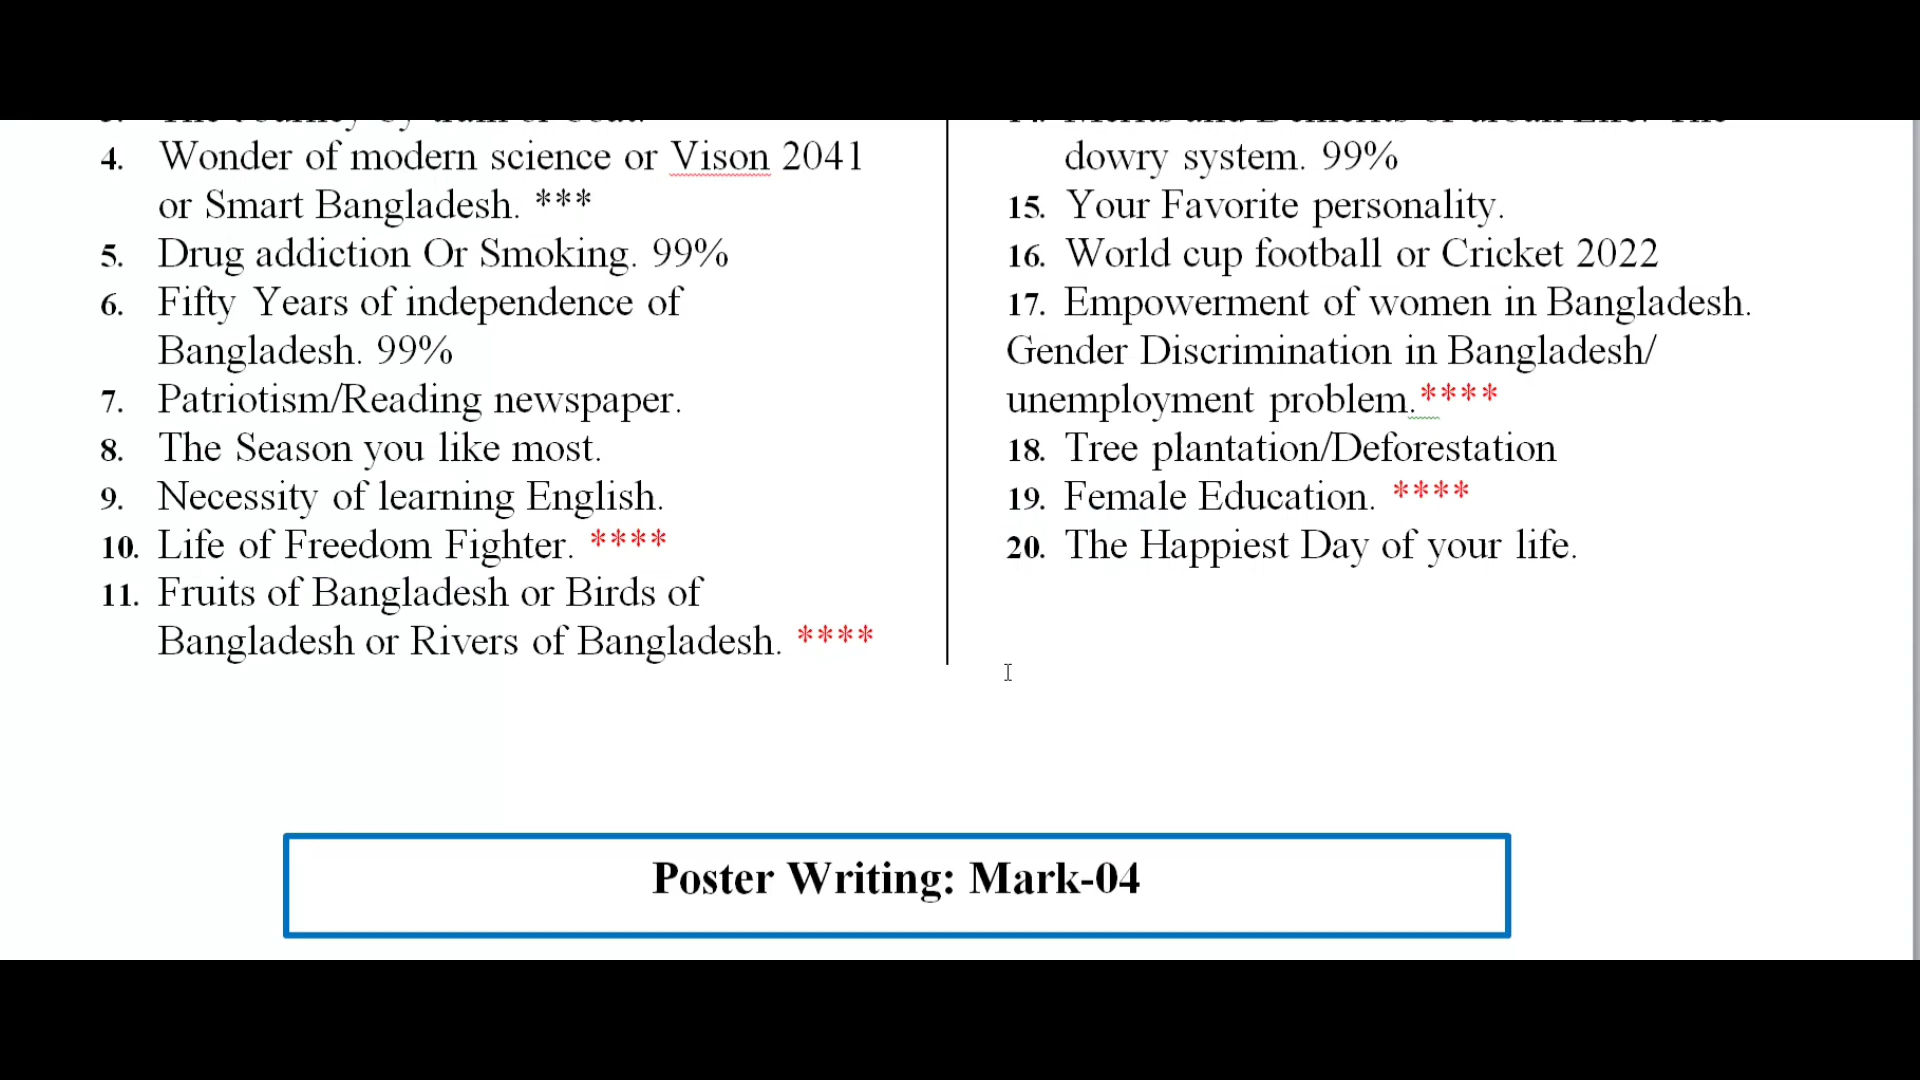 4. Wonder of modern science or Vison 2041
or Smart Bangladesh. ***
5. Drug addiction Or Smoking. 99%
6. Fifty Years of independence of
Bangladesh. 99%
7. Patriotism/Reading newspaper.
8. The Season you like most.
9. Necessity of learning English.
10. Life of Freedom Fighter. ****
11. Fruits of Bangladesh or Birds of
Bangladesh or Rivers of Bangladesh. ****
dowry system. 99%
15. Your Favorite personality.
16. World cup football or Cricket 2022
17. Empowerment of women in Bangladesh.
Gender Discrimination in Bangladesh/
unemployment problem.****
18. Tree plantation/Deforestation
19. Female Education. ****
20. The Happiest Day of your life.
Poster Writing: Mark-04